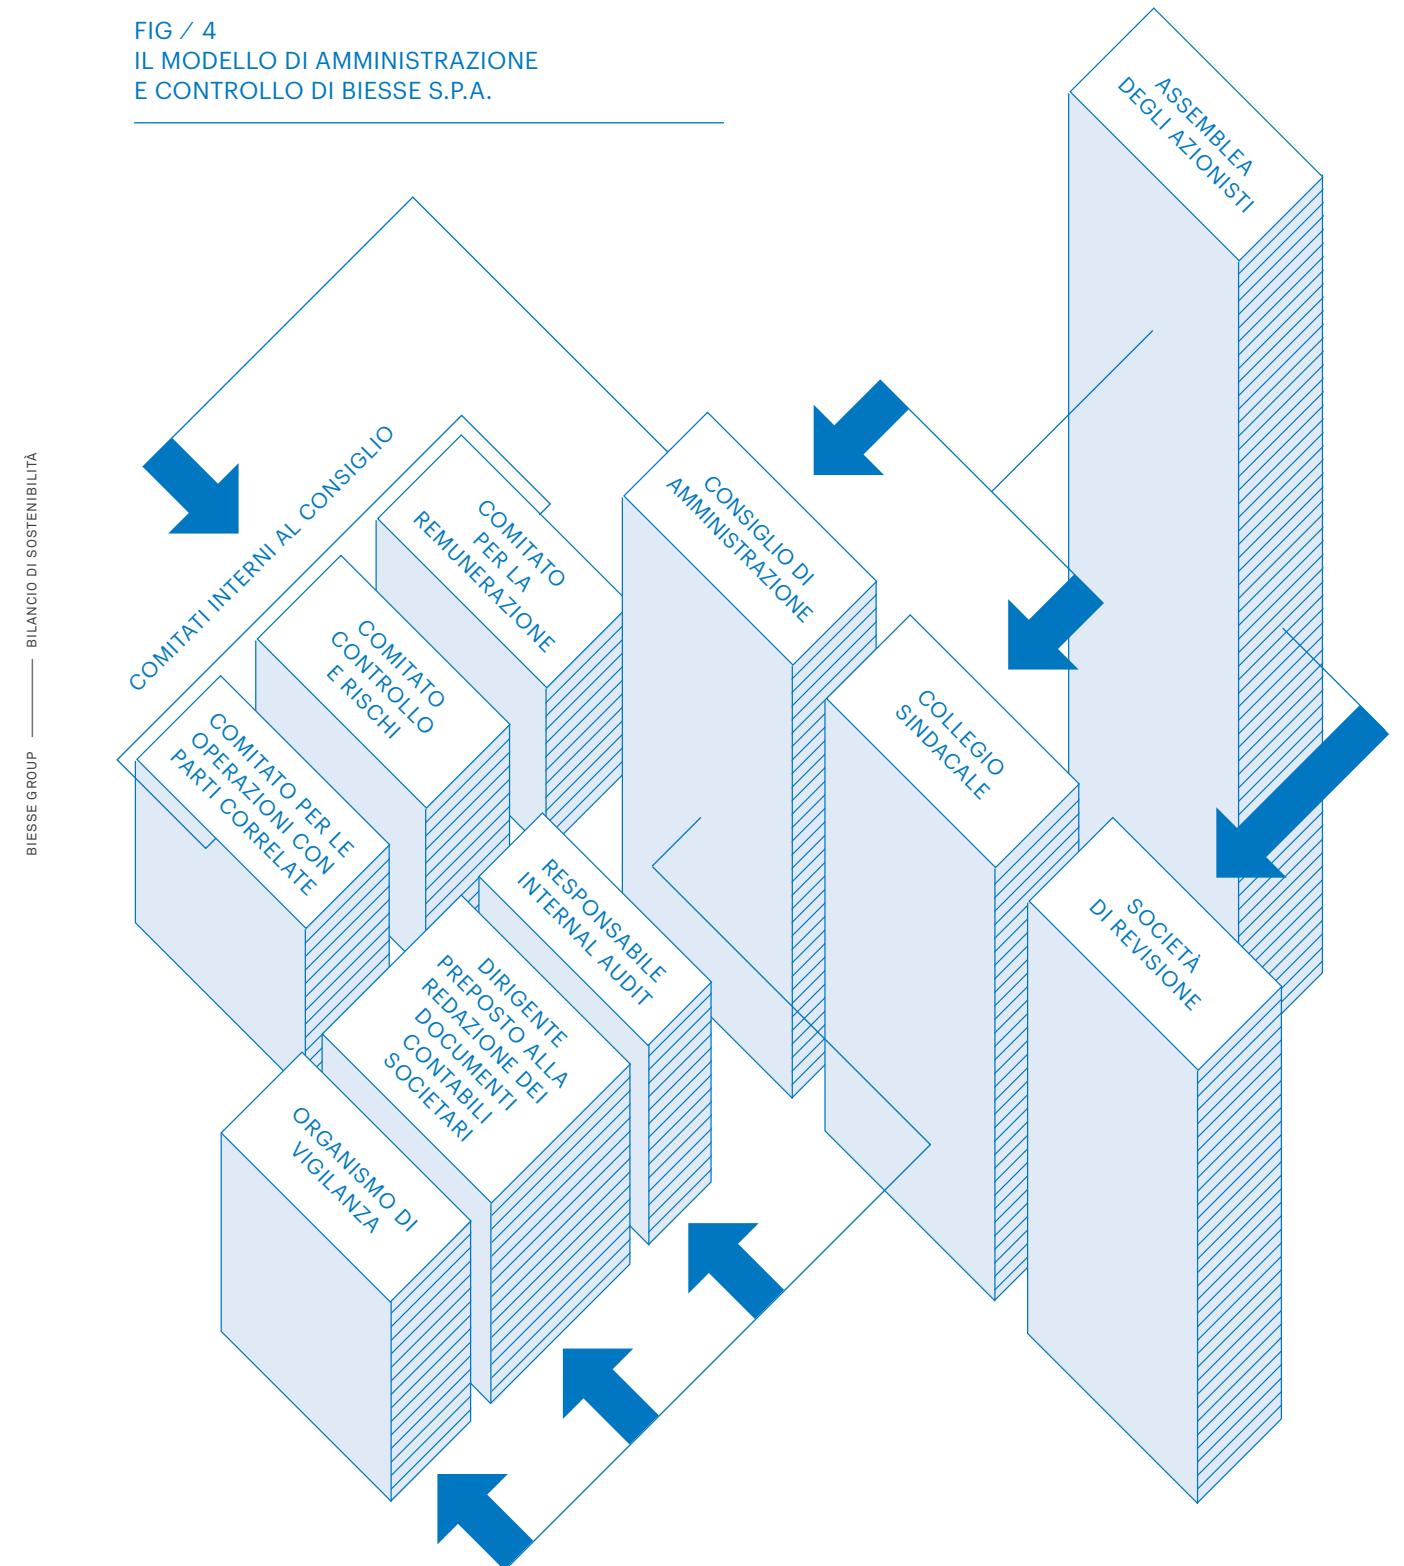 FIG / 4
IL MODELLO DI AMMINISTRAZIONE
E CONTROLLO DI BIESSE S.P.A.
ASSEMBLEA
DEGLI AZIONISTI
COMITATI INTERNI AL CONSIGLIO
COMITATO
PER LA
REMUNERAZIONE
CONSIGLIO DI
AMMINISTRAZIONE
COMITATO
CONTROLLO
E RISCHI
COLLEGIO
SINDACALE
COMITATO PER LE
OPERAZIONI CON
PARTI CORRELATE
RESPONSABILE
INTERNAL AUDIT
SOCIETÀ
DI REVISIONE
DIRIGENTE
PREPOSTO ALLA
REDAZIONE DEI
DOCUMENTI
CONTABILI
SOCIETARI
ORGANISMO DI
VIGILANZA
BIESSE GROUP BILANCIO DI SOSTENIBILITÀ